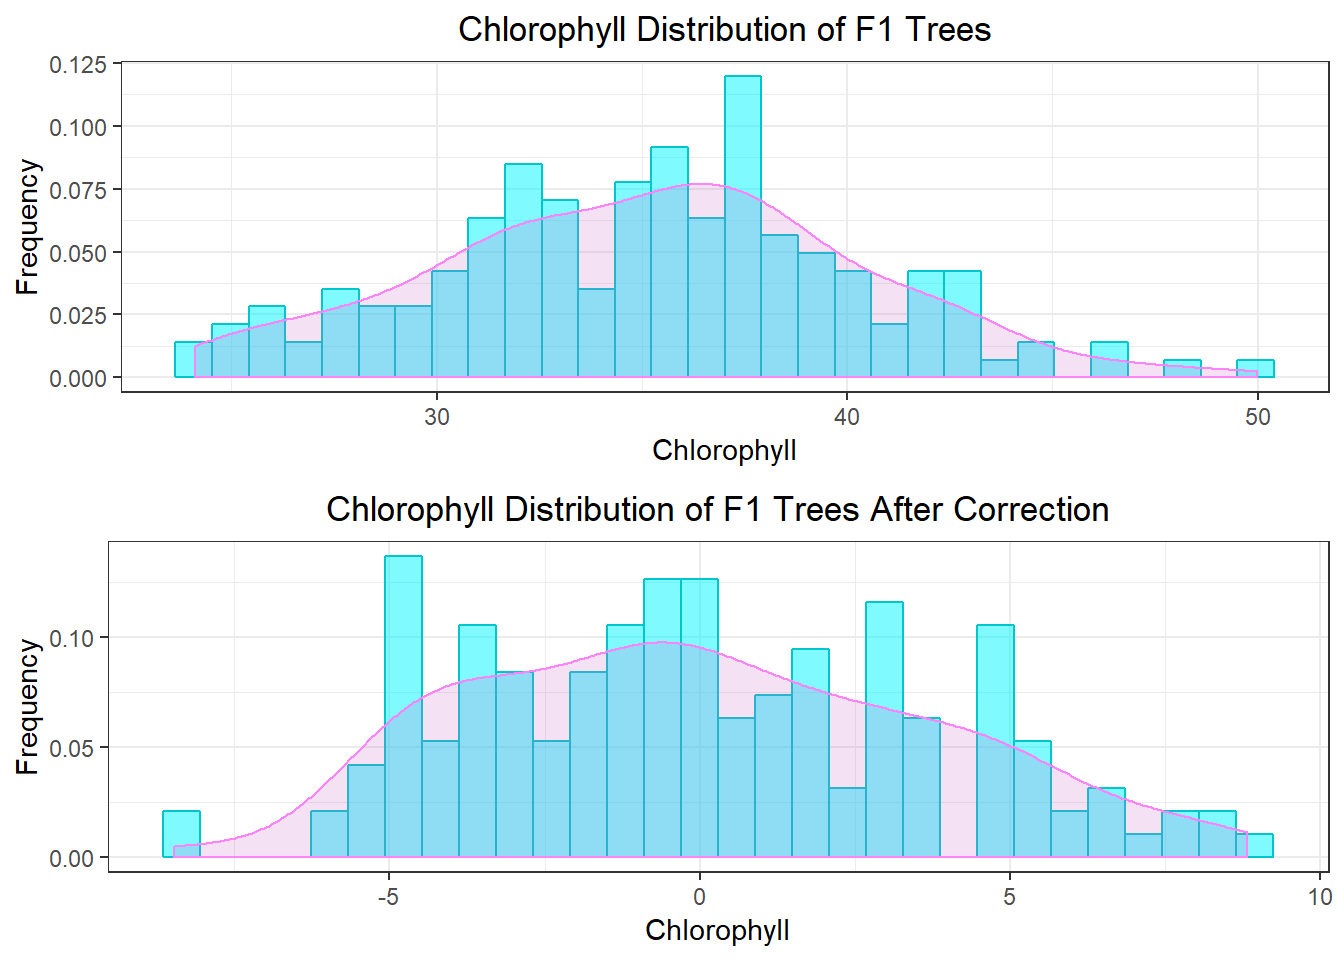 Chlorophyll Distribution of F1 Trees
0.125
0.100
0.075
0.050
0.025
0.000
Frequency
30 40 50
Chlorophyll
Chlorophyll Distribution of F1 Trees After Correction
0.10
0.05
0.00
Frequency
-5 0 5 10
Chlorophyll